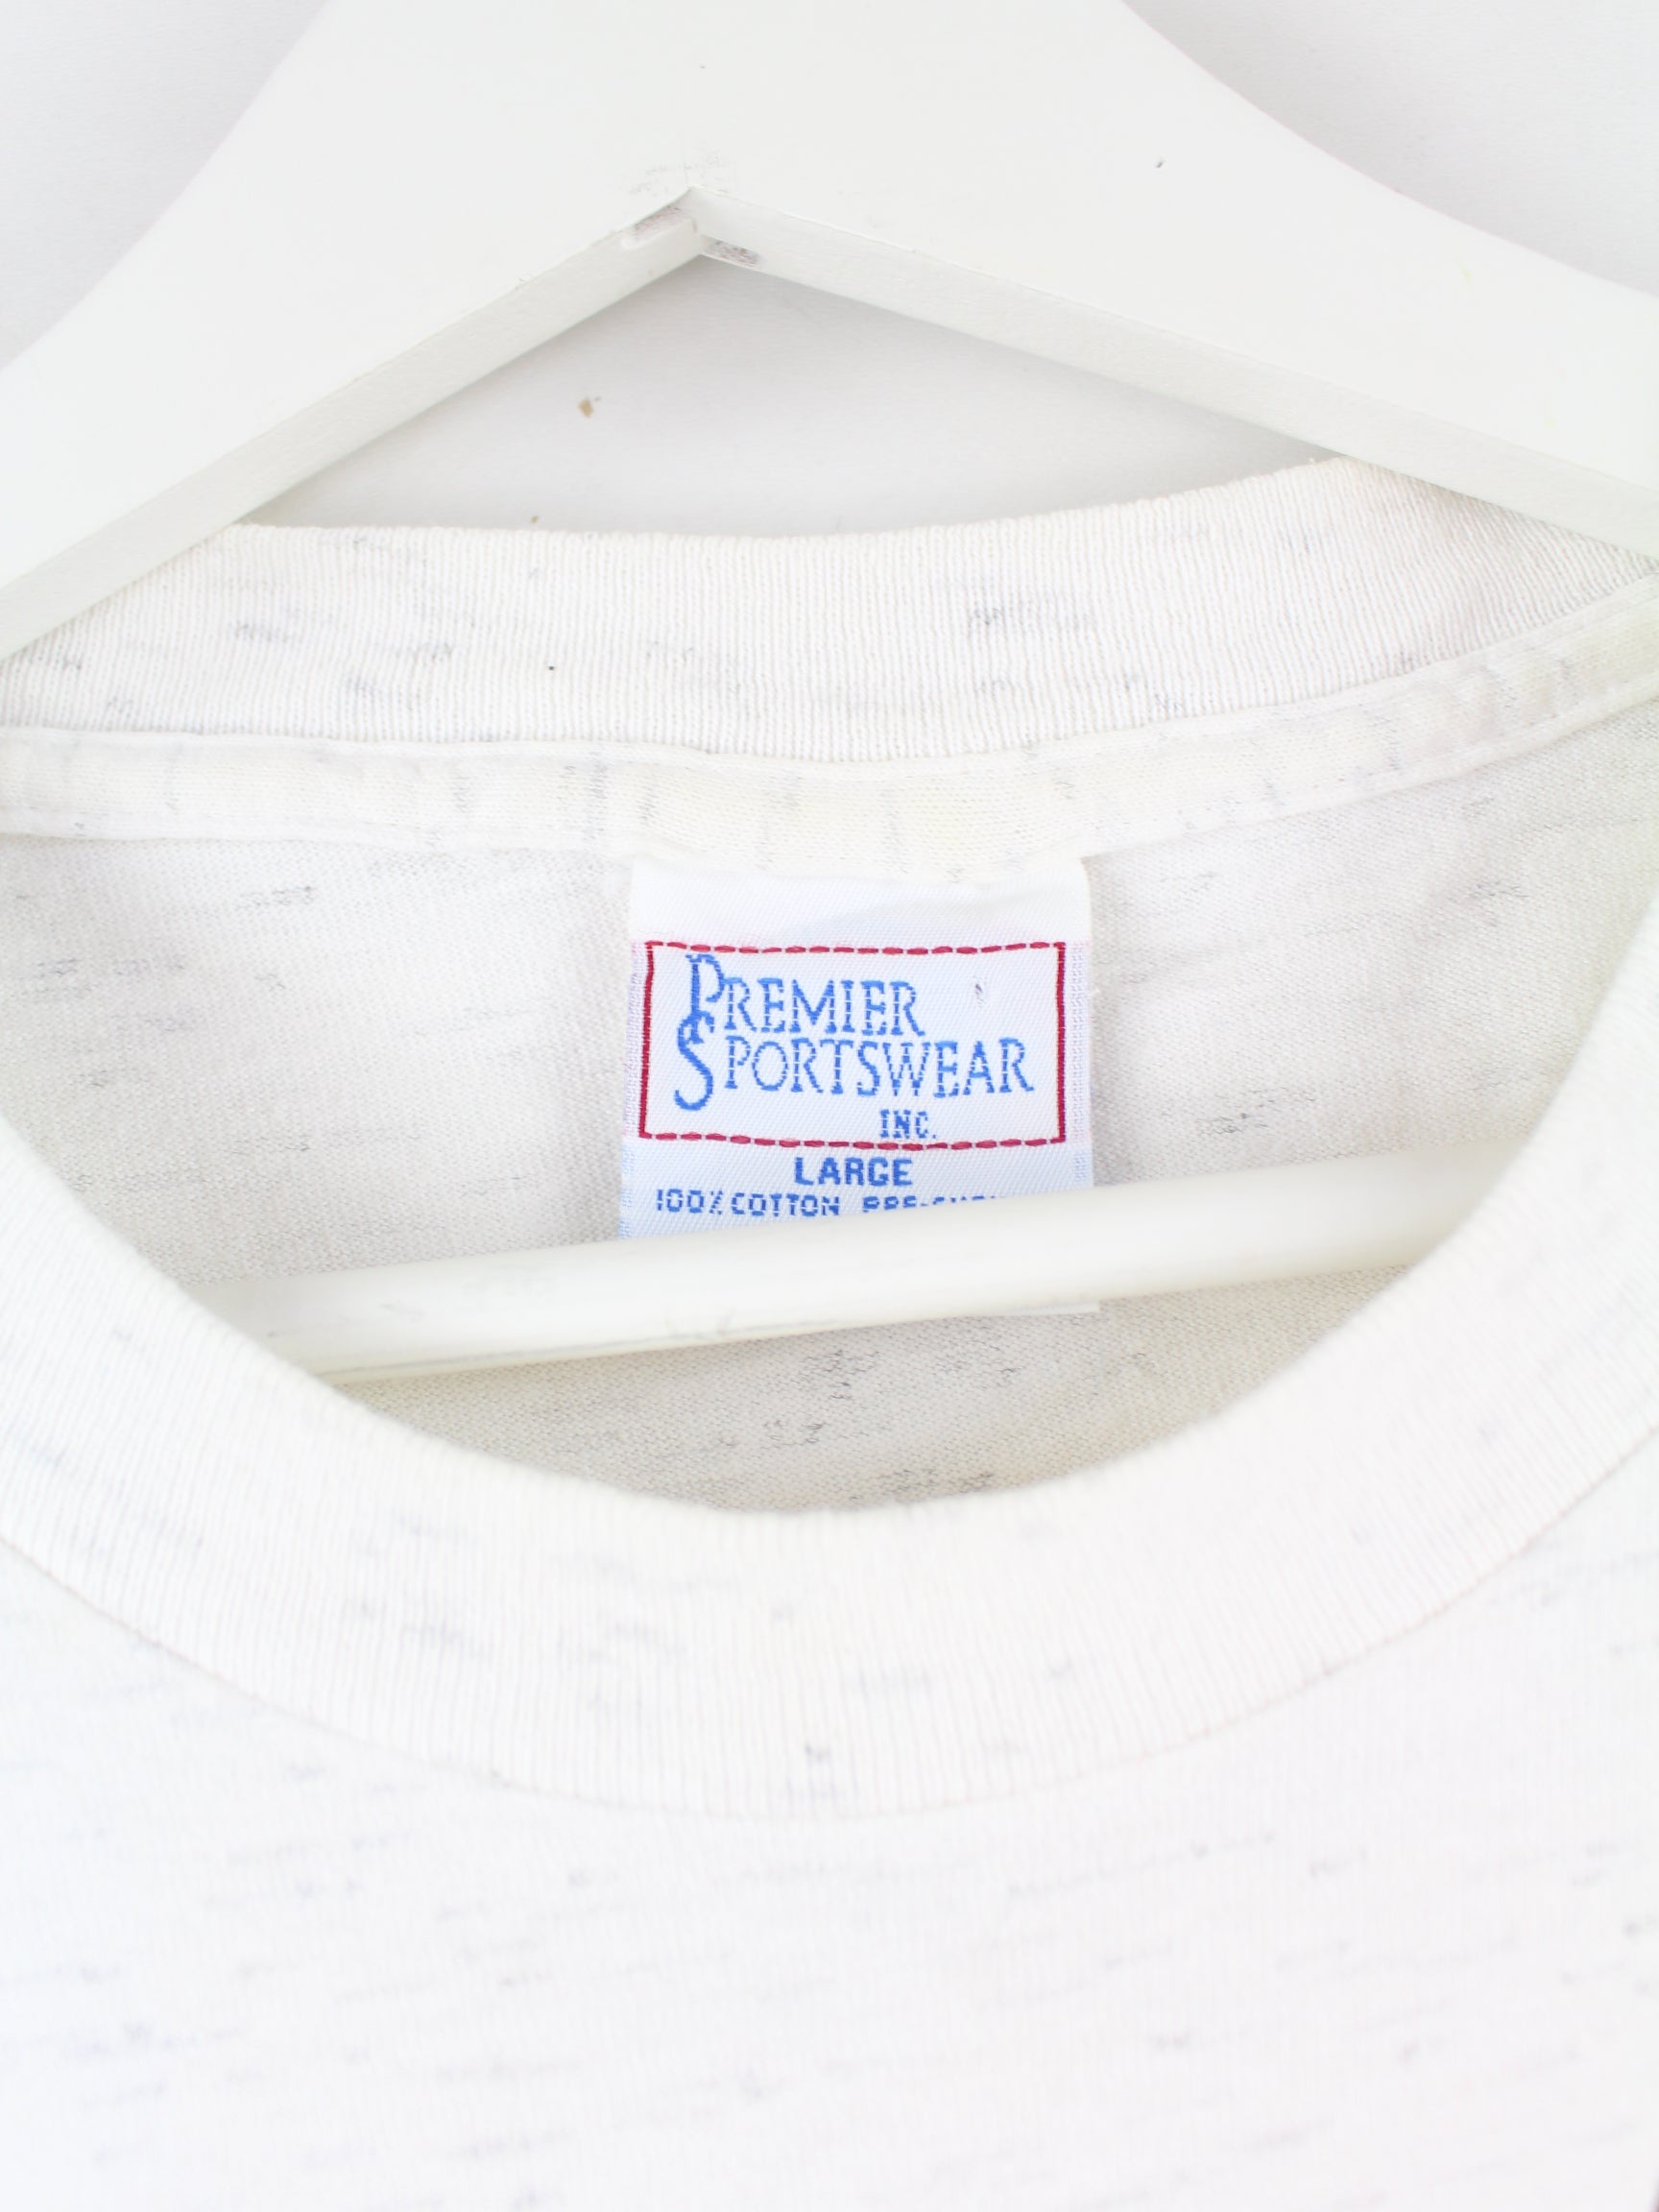 PREMIER
SPORTSWEAR
INC.
LARGE
100% COTTON